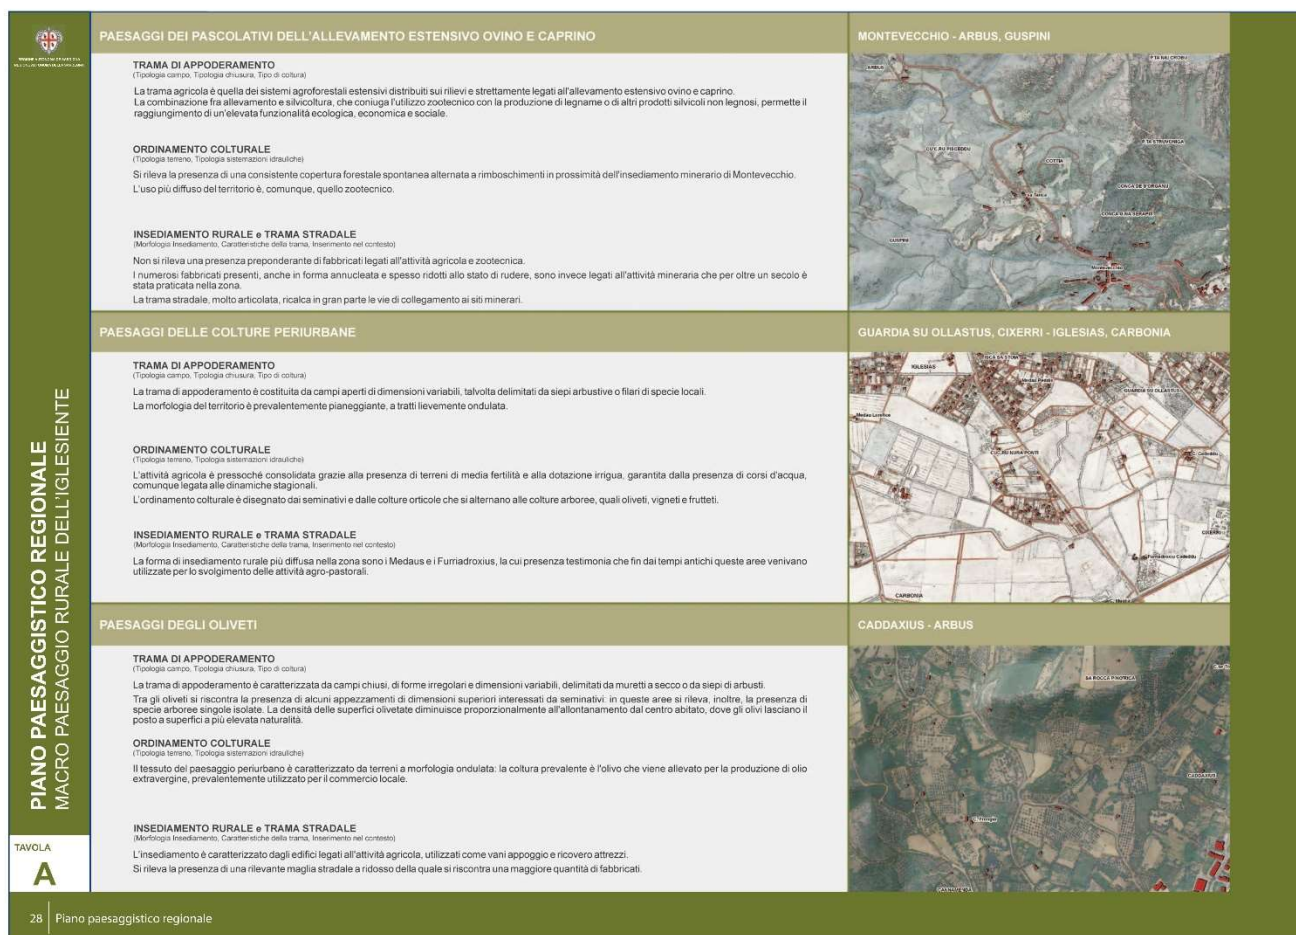 PAESAGGI DEI PASCOLATIVI DELL'ALLEVAMENTO ESTENSIVO OVINO E CAPRINO
MONTEVECCHIO - ARBUS, GUSPINI
TRAMA DI APPODERAMENTO
(Tipologia campo, Tipologia chiusura, Tipo di coltura)
La trama agricola è quella dei sistemi agroforestali estensivi distribuiti sui rilievi e strettamente legati all'allevamento estensivo ovino e caprino.
La combinazione fra allevamento e silvicoltura, che coniuga l'utilizzo zootecnico con la produzione di legname o di altri prodotti silvicoli non legnosi, permette il
raggiungimento di un'elevata funzionalità ecologica, economica e sociale.
ORDINAMENTO COLTURALE
(Tipologia terreno, Tipologia sistemazioni idrauliche)
Si rileva la presenza di una consistente copertura forestale spontanea alternata a rimboschimenti in prossimità dell'insediamento minerario di Montevecchio.
L'uso più diffuso del territorio è, comunque, quello zootecnico.
INSEDIAMENTO RURALE e TRAMA STRADALE
(Morfologia Insediamento, Caratteristiche della trama, Inserimento nel contesto)
Non si rileva una presenza preponderante di fabbricati legati all'attività agricola e zootecnica.
I numerosi fabbricati presenti, anche in forma annucleata e spesso ridotti allo stato di rudere, sono invece legati all'attività mineraria che per oltre un secolo è
stata praticata nella zona.
La trama stradale, molto articolata, ricalca in gran parte le vie di collegamento ai siti minerari.
ARBUS
GUSPINI
Montevecchio
PAESAGGI DELLE COLTURE PERIURBANE
GUARDIA SU OLLASTUS, CIXERRI - IGLESIAS, CARBONIA
TRAMA DI APPODERAMENTO
(Tipologia campo, Tipologia chiusura, Tipo di coltura)
La trama di appoderamento è costituita da campi aperti di dimensioni variabili, talvolta delimitati da siepi arbustive o filari di specie locali.
La morfologia del territorio è prevalentemente pianeggiante, a tratti lievemente ondulata.
ORDINAMENTO COLTURALE
(Tipologia terreno, Tipologia sistemazioni idrauliche)
L'attività agricola è pressoché consolidata grazie alla presenza di terreni di media fertilità e alla dotazione irrigua, garantita dalla presenza di corsi d'acqua,
comunque legata alle dinamiche stagionali.
L'ordinamento colturale è disegnato dai seminativi e dalle colture orticole che si alternano alle colture arboree, quali oliveti, vigneti e frutteti.
INSEDIAMENTO RURALE e TRAMA STRADALE
(Morfologia Insediamento, Caratteristiche della trama, Inserimento nel contesto)
La forma di insediamento rurale più diffusa nella zona sono i Medaus e i Furriadroxius, la cui presenza testimonia che fin dai tempi antichi queste aree venivano
utilizzate per lo svolgimento delle attività agro-pastorali.
IGLESIAS
GUARDIA SU OLLASTUS
CARBONIA
PAESAGGI DEGLI OLIVETI
CADDAXIUS - ARBUS
TRAMA DI APPODERAMENTO
(Tipologia campo, Tipologia chiusura, Tipo di coltura)
La trama di appoderamento è caratterizzata da campi chiusi, di forme irregolari e dimensioni variabili, delimitati da muretti a secco o da siepi di arbusti.
Tra gli oliveti si riscontra la presenza di alcuni appezzamenti di dimensioni superiori interessati da seminativi: in queste aree si rileva, inoltre, la presenza di
specie arboree singole isolate. La densità delle superfici olivetate diminuisce proporzionalmente all'allontanamento dal centro abitato, dove gli olivi lasciano il
posto a superfici a più elevata naturalità.
ORDINAMENTO COLTURALE
(Tipologia terreno, Tipologia sistemazioni idrauliche)
Il tessuto del paesaggio periurbano è caratterizzato da terreni a morfologia ondulata: la coltura prevalente è l'olivo che viene allevato per la produzione di olio
extravergine, prevalentemente utilizzato per il commercio locale.
INSEDIAMENTO RURALE e TRAMA STRADALE
(Morfologia Insediamento, Caratteristiche della trama, Inserimento nel contesto)
L'insediamento è caratterizzato dagli edifici legati all'attività agricola, utilizzati come vani appoggio e ricovero attrezzi.
Si rileva la presenza di una rilevante maglia stradale a ridosso della quale si riscontra una maggiore quantità di fabbricati.
CADDAXIUS
PIANO PAESAGGISTICO REGIONALE
MACRO PAESAGGIO RURALE DELL'IGLESIENTE
TAVOLA
A
28 Piano paesaggistico regionale